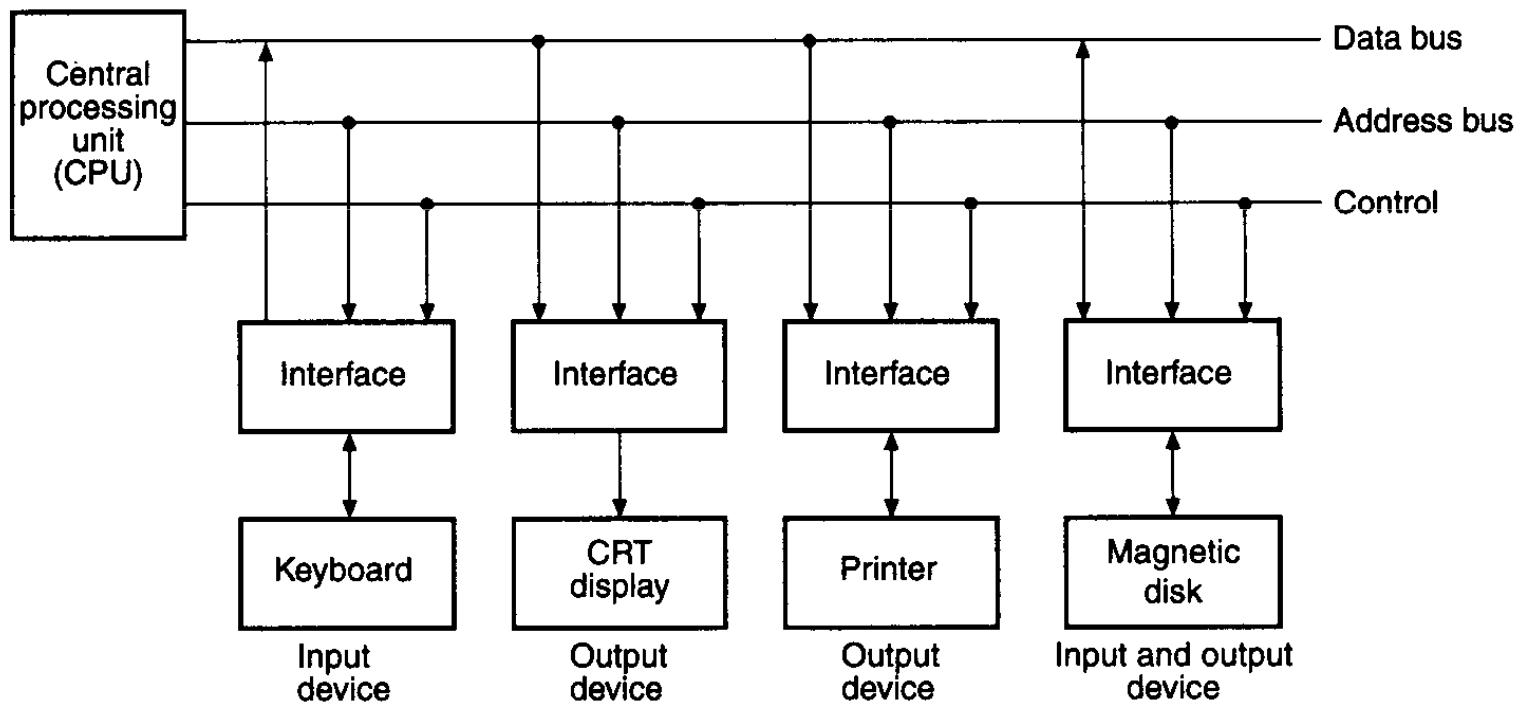 Central
processing
unit
(CPU)
Data bus
Address bus
Control
Interface
Interface
Interface
Interface
Keyboard
CRT
display
Printer
Magnetic
disk
Input
device
Output
device
Output
device
Input and output
device